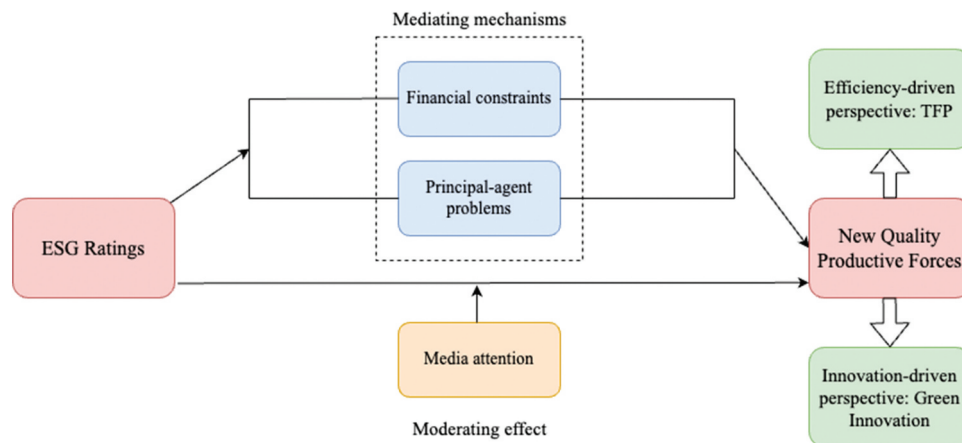 Mediating mechanisms
Financial constraints
Principal-agent
problems
ESG Ratings
Media attention
Moderating effect
Efficiency-driven
perspective: TFP
New Quality
Productive Forces
Innovation-driven
perspective: Green
Innovation